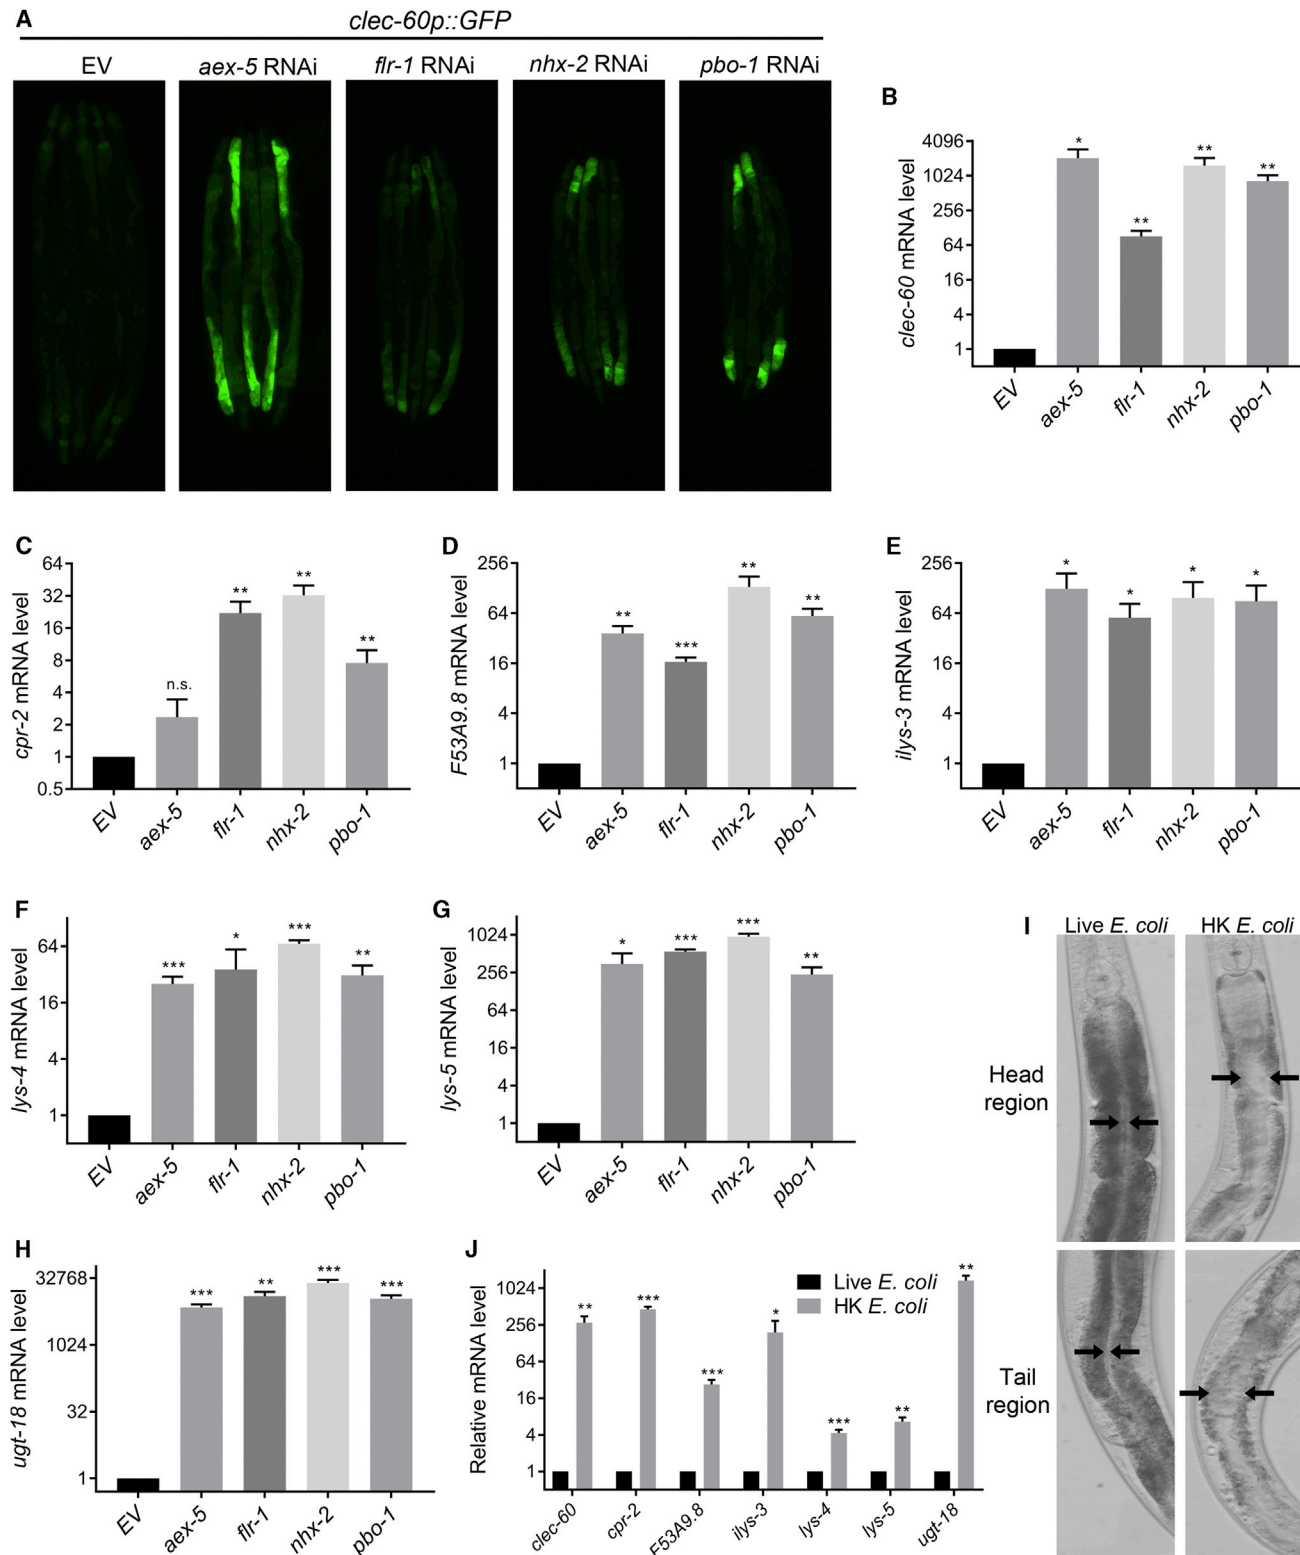 A
clec-60p::GFP
EV
aex-5 RNAi
flr-1 RNAi
nhx-2 RNAi
pbo-1 RNAi
B
clec-60 mRNA level
4096
1024
256
64
16
4
1
*
**
**
**
EV
aex-5
flr-1
nhx-2
pbo-1
C
cpr-2 mRNA level
64
32
16
8
4
2
1
0.5
n.s.
**
**
**
EV
aex-5
flr-1
nhx-2
pbo-1
D
F53A9.8 mRNA level
256
64
16
4
1
**
***
**
**
EV
aex-5
flr-1
nhx-2
pbo-1
E
ilys-3 mRNA level
256
64
16
4
1
*
*
*
*
EV
aex-5
flr-1
nhx-2
pbo-1
F
lys-4 mRNA level
64
16
4
1
***
*
***
**
EV
aex-5
flr-1
nhx-2
pbo-1
G
lys-5 mRNA level
1024
256
64
16
4
1
*
***
***
**
EV
aex-5
flr-1
nhx-2
pbo-1
H
ugt-18 mRNA level
32768
1024
32
1
***
**
***
***
EV
aex-5
flr-1
nhx-2
pbo-1
I
Live E. coli
HK E. coli
Head
region
Tail
region
J
Relative mRNA level
1024
256
64
16
4
1
Live E. coli
HK E. coli
**
***
***
*
***
**
**
clec-60
cpr-2
F53A9.8
ilys-3
lys-4
lys-5
ugt-18